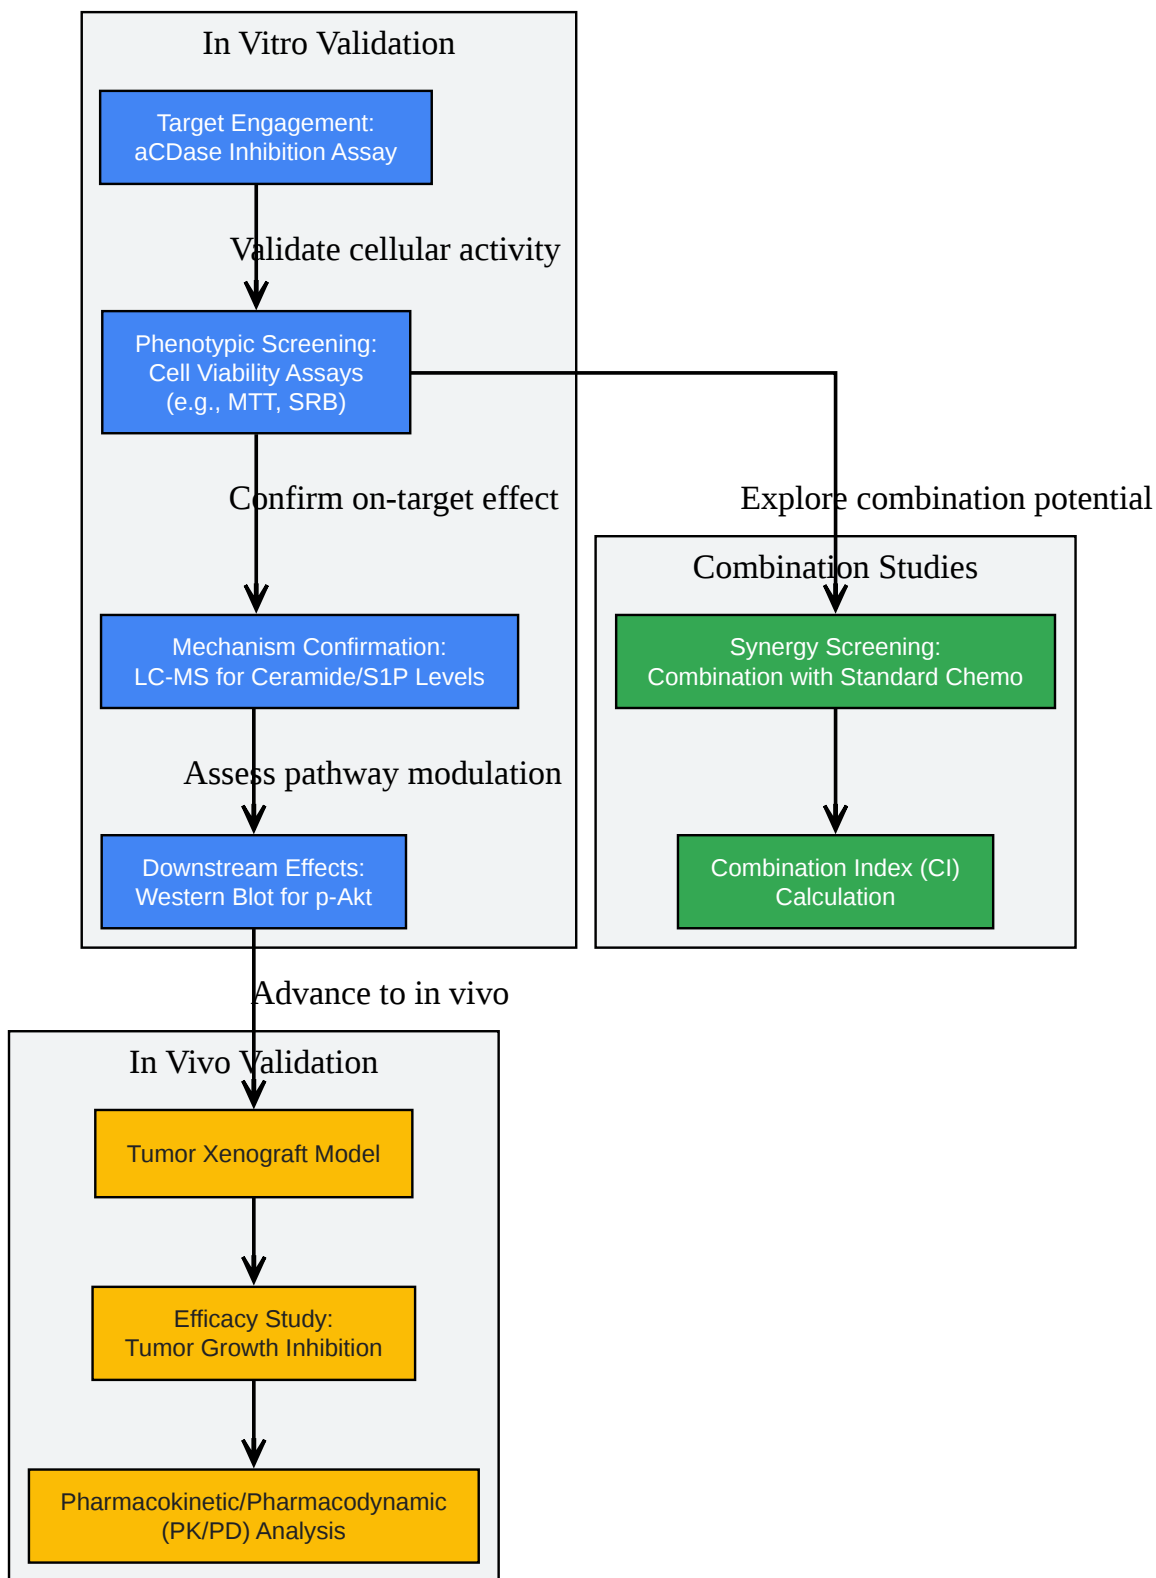 In Vitro Validation
Target Engagement:
aCDase Inhibition Assay
Validate cellular activity
Phenotypic Screening:
Cell Viability Assays
(e.g., MTT, SRB)
Confirm on-target effect
Explore combination potential
Combination Studies
Mechanism Confirmation:
LC-MS for Ceramide/S1P Levels
Synergy Screening:
Combination with Standard Chemo
Assess pathway modulation
Downstream Effects:
Western Blot for p-Akt
Combination Index (CI)
Calculation
Advance to in vivo
In Vivo Validation
Tumor Xenograft Model
Efficacy Study:
Tumor Growth Inhibition
Pharmacokinetic/Pharmacodynamic
(PK/PD) Analysis